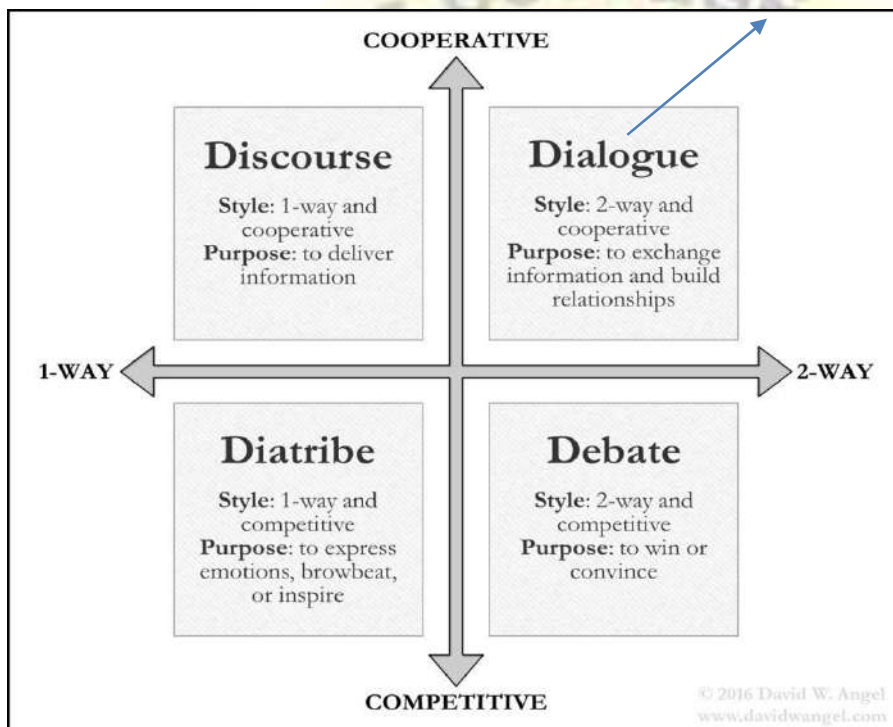 COOPERATIVE
Discourse
Style: 1-way and
cooperative
Purpose: to deliver
information
Dialogue
Style: 2-way and
cooperative
Purpose: to exchange
information and build
relationships
1-WAY
2-WAY
Diatribe
Style: 1-way and
competitive
Purpose: to express
emotions, browbeat,
or inspire
Debate
Style: 2-way and
competitive
Purpose: to win or
convince
COMPETITIVE
© 2016 David W. Angel
www.davidwangel.com